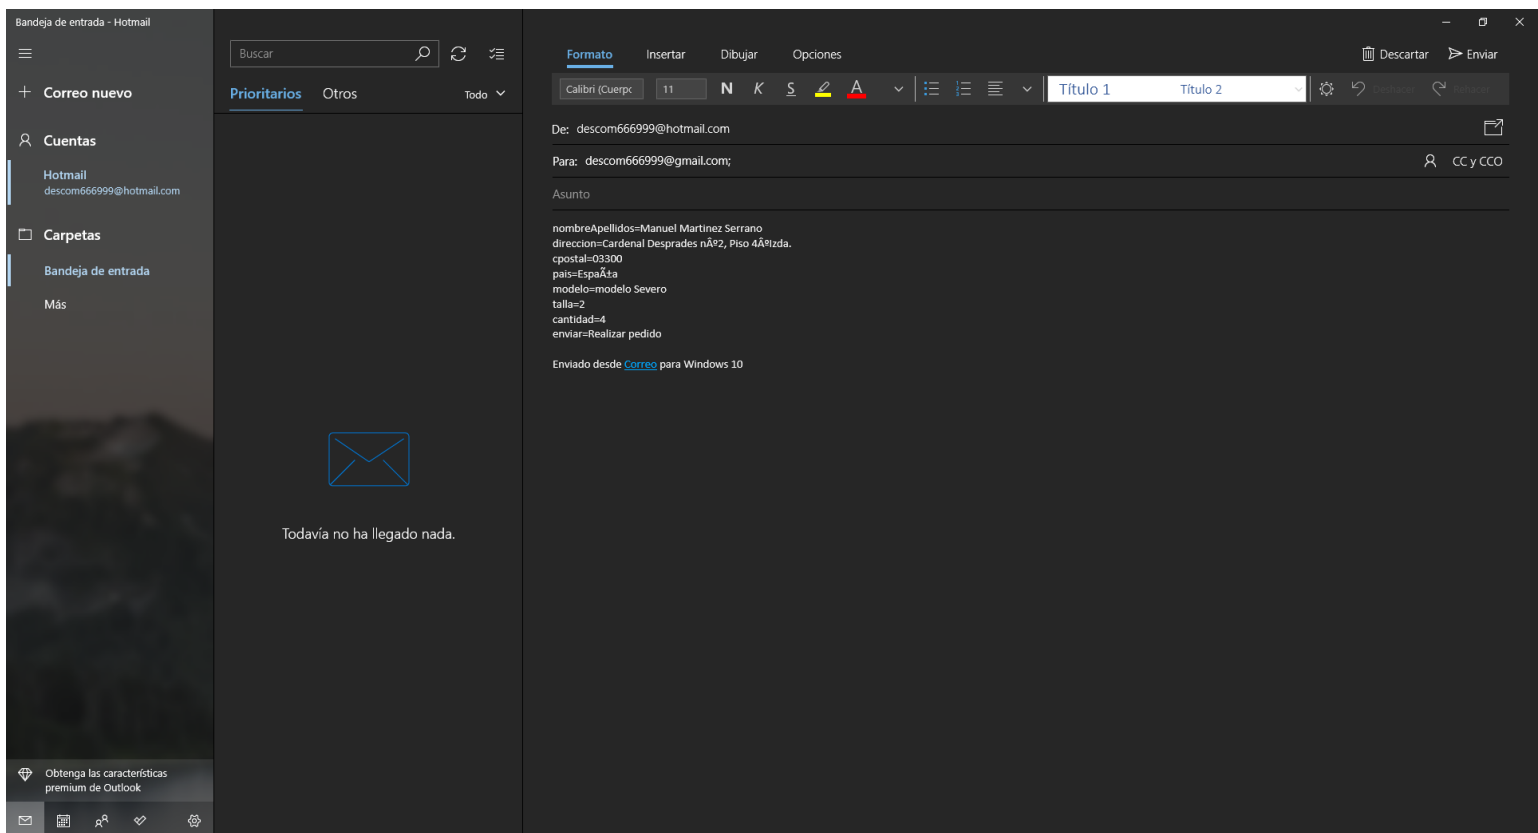 Bandeja de entrada - Hotmail
Correo nuevo
Cuentas
Hotmail
descom666999@hotmail.com
Carpetas
Bandeja de entrada
Más
Obtenga las características
premium de Outlook
Buscar
Prioritarios Otros Todo
Todavía no ha llegado nada.
Formato Insertar Dibujar Opciones Descartar Enviar
Calibri (Cuerpc 11 N K S A Título 1 Título 2 Deshacer Rehacer
De: descom666999@hotmail.com
Para: descom666999@gmail.com; CC y CCO
Asunto
nombreApellidos=Manuel Martinez Serrano
direccion=Cardenal Desprades nÂº2, Piso 4Âºlzda.
cpostal=03300
pais=EspaÃ±a
modelo=modelo Severo
talla=2
cantidad=4
enviar=Realizar pedido
Enviado desde Correo para Windows 10